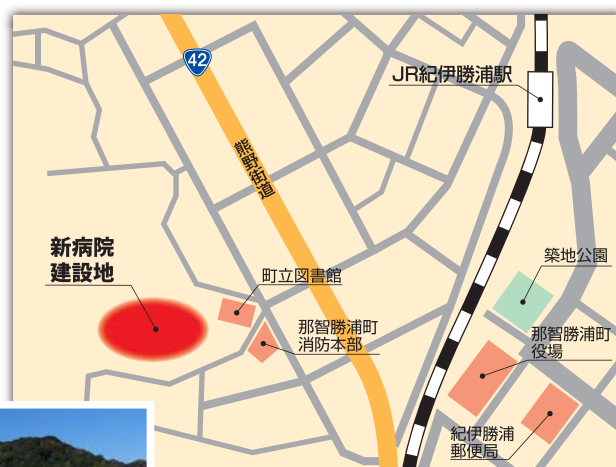 42
JR紀伊勝浦駅
熊野街道
新病院
建設地
町立図書館
築地公園
那智勝浦町
消防本部
那智勝浦町
役場
紀伊勝浦
郵便局